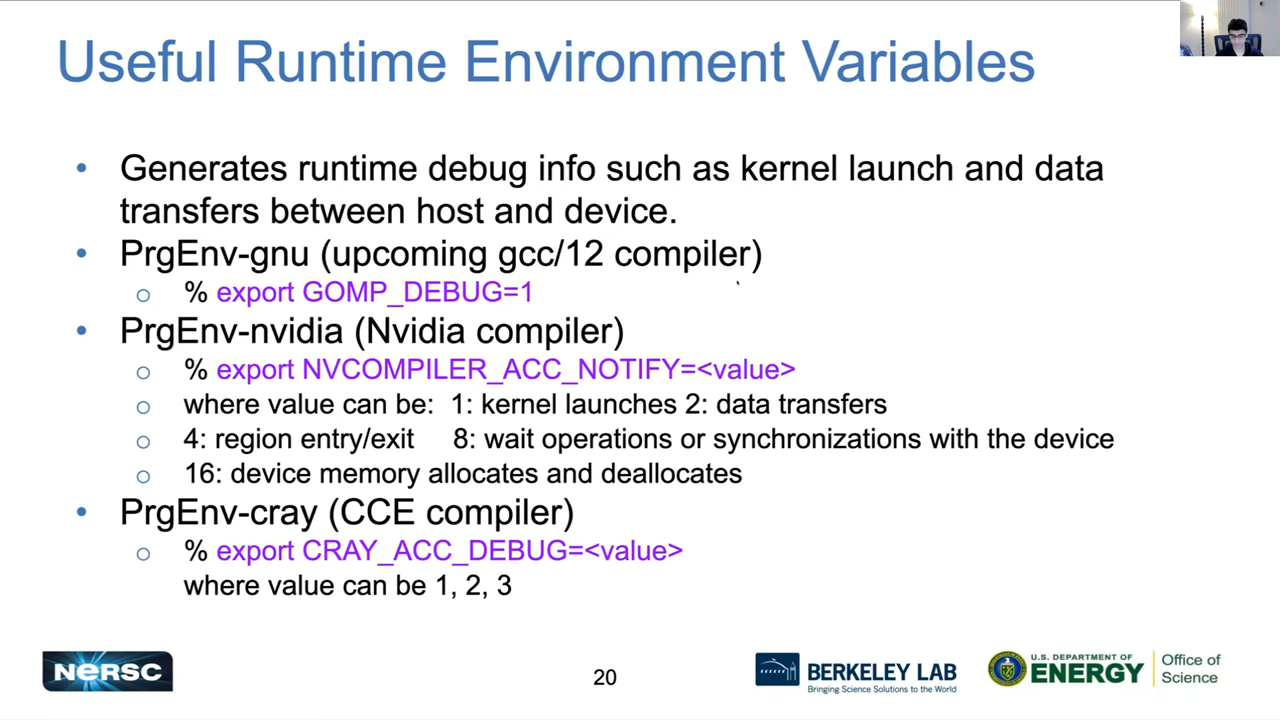 Useful Runtime Environment Variables
• Generates runtime debug info such as kernel launch and data
transfers between host and device.
• PrgEnv-gnu (upcoming gcc/12 compiler)
○ % export GOMP_DEBUG=1
• PrgEnv-nvidia (Nvidia compiler)
○ % export NVCOMPILER_ACC_NOTIFY=<value>
○ where value can be: 1: kernel launches 2: data transfers
○ 4: region entry/exit 8: wait operations or synchronizations with the device
○ 16: device memory allocates and deallocates
• PrgEnv-cray (CCE compiler)
○ % export CRAY_ACC_DEBUG=<value>
where value can be 1, 2, 3
NERSC
20
BERKELEY LAB
Bringing Science Solutions to the World
U.S. DEPARTMENT OF
ENERGY
Office of
Science